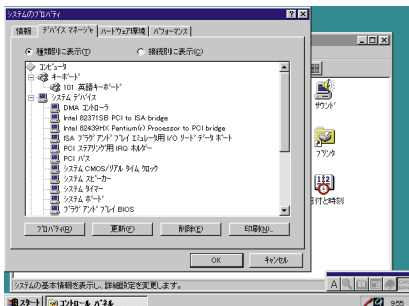 システムのプロパティ
情報 デバイス マネージャ ハードウェア環境 パフォーマンス
種類別に表示(T) 接続別に表示(C)
コンピュータ
キーボード
101 英語キーボード
システム デバイス
DMA コントローラ
Intel 82371SB PCI to ISA bridge
Intel 82439HX Pentium(r) Processor to PCI bridge
ISA プラグ アンド プレイ エミュレータ用 I/O リード データ ポート
PCI ステアリング用 IRQ ホルダー
PCI バス
システム CMOS/リアル タイム クロック
システム スピーカー
システム タイマー
システム ボード
プラグ アンド プレイ BIOS
プロパティ(R) 更新(F) 削除(E) 印刷(N)...
OK キャンセル
サウンド
プリンタ
日付と時刻
システムの基本情報を表示し、詳細設定を変更します。
A
スタート コントロール パネル
9:55